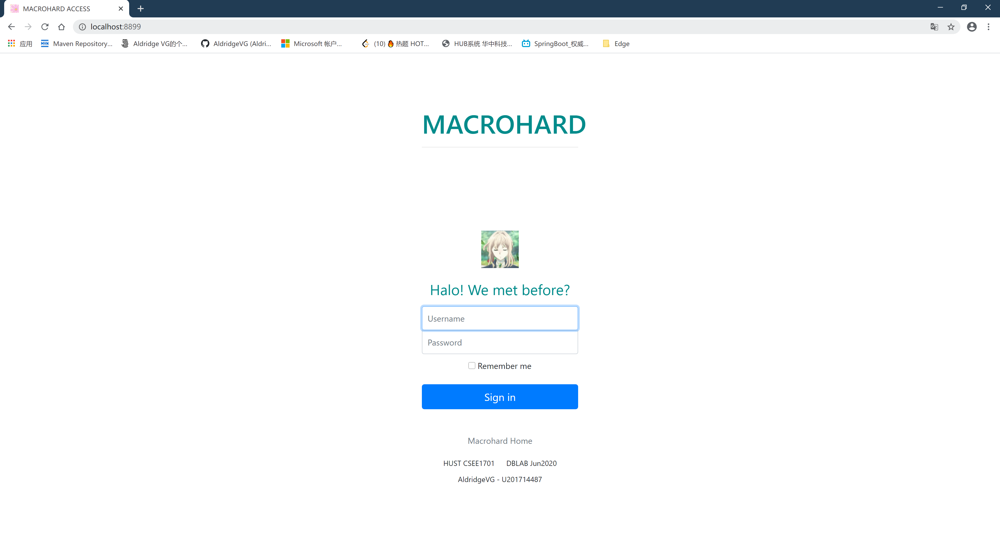 MACROHARD ACCESS
localhost:8899
应用 Maven Repository... Aldridge VG的个... AldridgeVG (Aldri... Microsoft 帐户... (10) 🔥 热题 HOT... HUB系统 华中科技... SpringBoot_权威... Edge
MACROHARD
Halo! We met before?
Username
Password
Remember me
Sign in
Macrohard Home
HUST CSEE1701 DBLAB Jun2020
AldridgeVG - U201714487